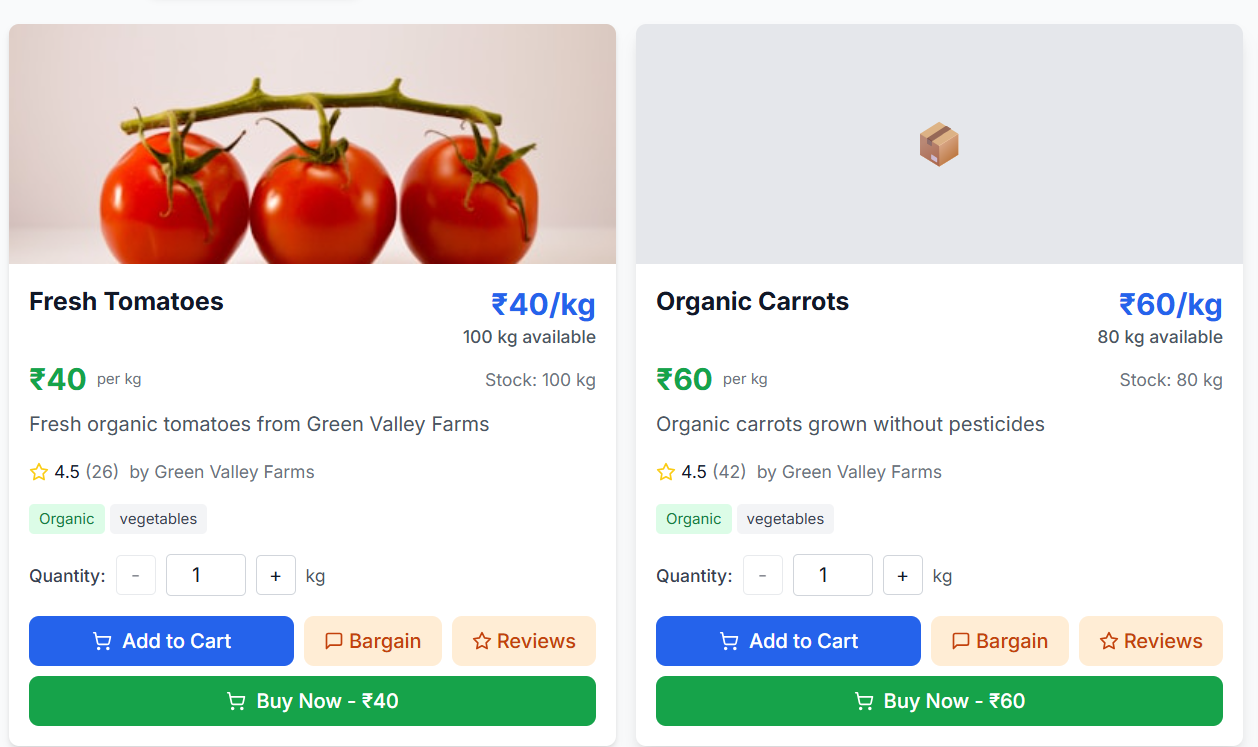 Fresh Tomatoes
₹40/kg
100 kg available
₹40 per kg
Stock: 100 kg
Fresh organic tomatoes from Green Valley Farms
4.5 (26) by Green Valley Farms
Organic vegetables
Quantity: - 1 + kg
Add to Cart Bargain Reviews
Buy Now - ₹40
Organic Carrots
₹60/kg
80 kg available
₹60 per kg
Stock: 80 kg
Organic carrots grown without pesticides
4.5 (42) by Green Valley Farms
Organic vegetables
Quantity: - 1 + kg
Add to Cart Bargain Reviews
Buy Now - ₹60